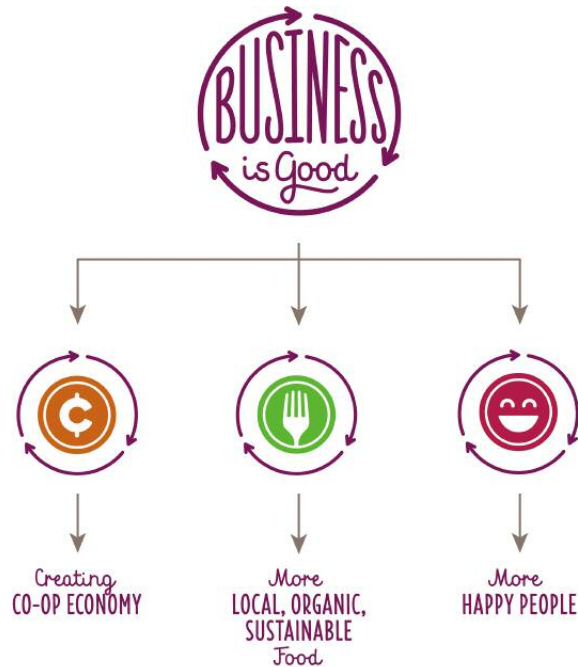 BUSINESS
is Good
¢
Creating
CO-OP ECONOMY
More
LOCAL, ORGANIC,
SUSTAINABLE
Food
More
HAPPY PEOPLE